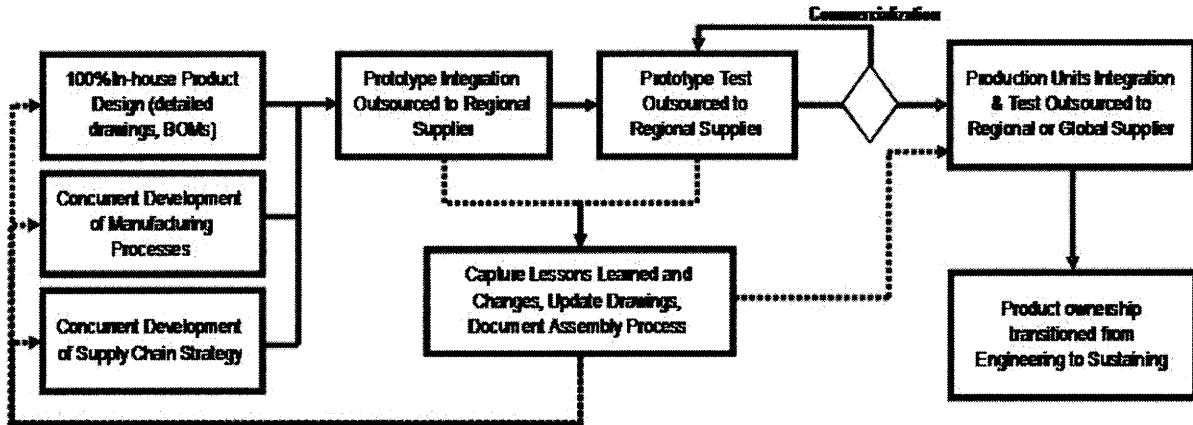 Commercialization
100% In-house Product
Design (detailed
drawings, BOMs)
Prototype Integration
Outsourced to Regional
Supplier
Prototype Test
Outsourced to
Regional Supplier
Production Units Integration
& Test Outsourced to
Regional or Global Supplier
Concurrent Development
of Manufacturing
Processes
Capture Lessons Learned and
Changes, Update Drawings,
Document Assembly Process
Concurrent Development
of Supply Chain Strategy
Product ownership
transitioned from
Engineering to Sustaining